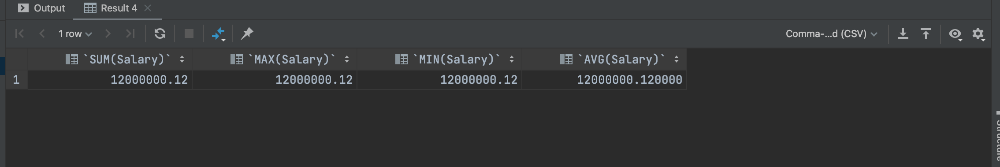 Output Result 4
1 row Comma-...d (CSV)
`SUM(Salary)` `MAX(Salary)` `MIN(Salary)` `AVG(Salary)`
1 12000000.12 12000000.12 12000000.12 12000000.120000
Structure